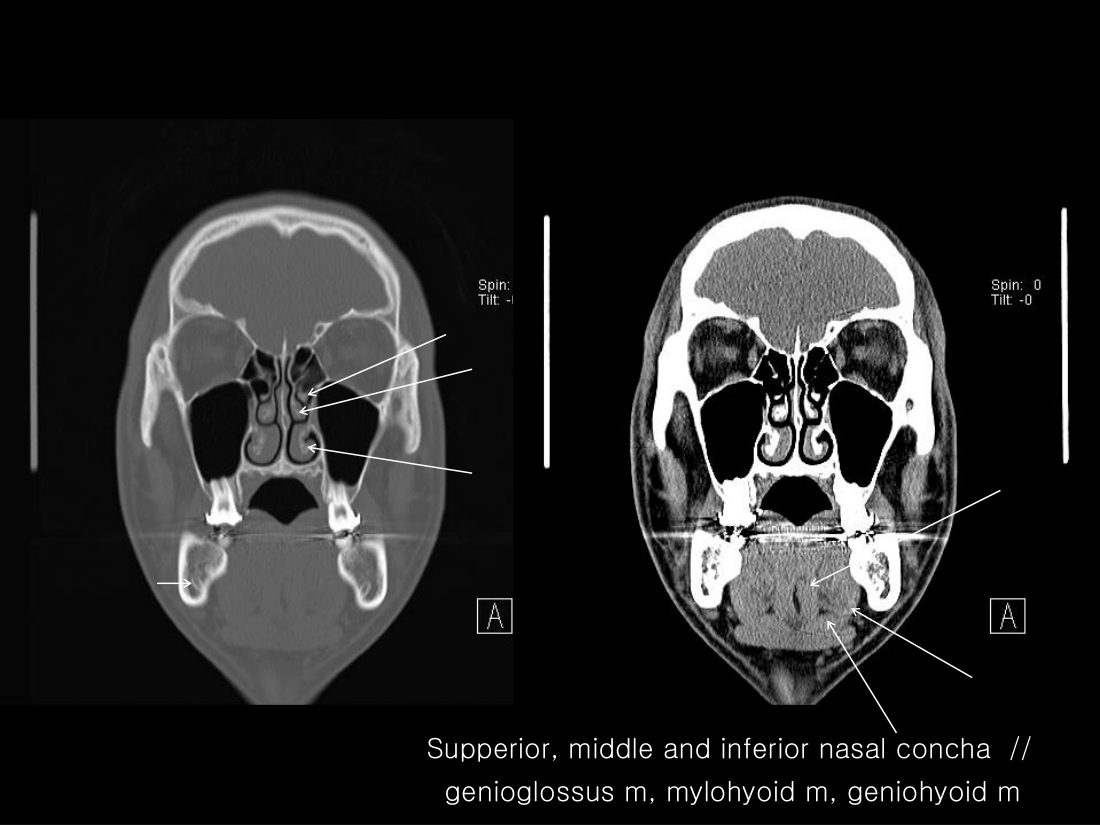 Spin:
Tilt: -
Spin: 0
Tilt: -0
A
A
Supperior, middle and inferior nasal concha //
genioglossus m, mylohyoid m, geniohyoid m